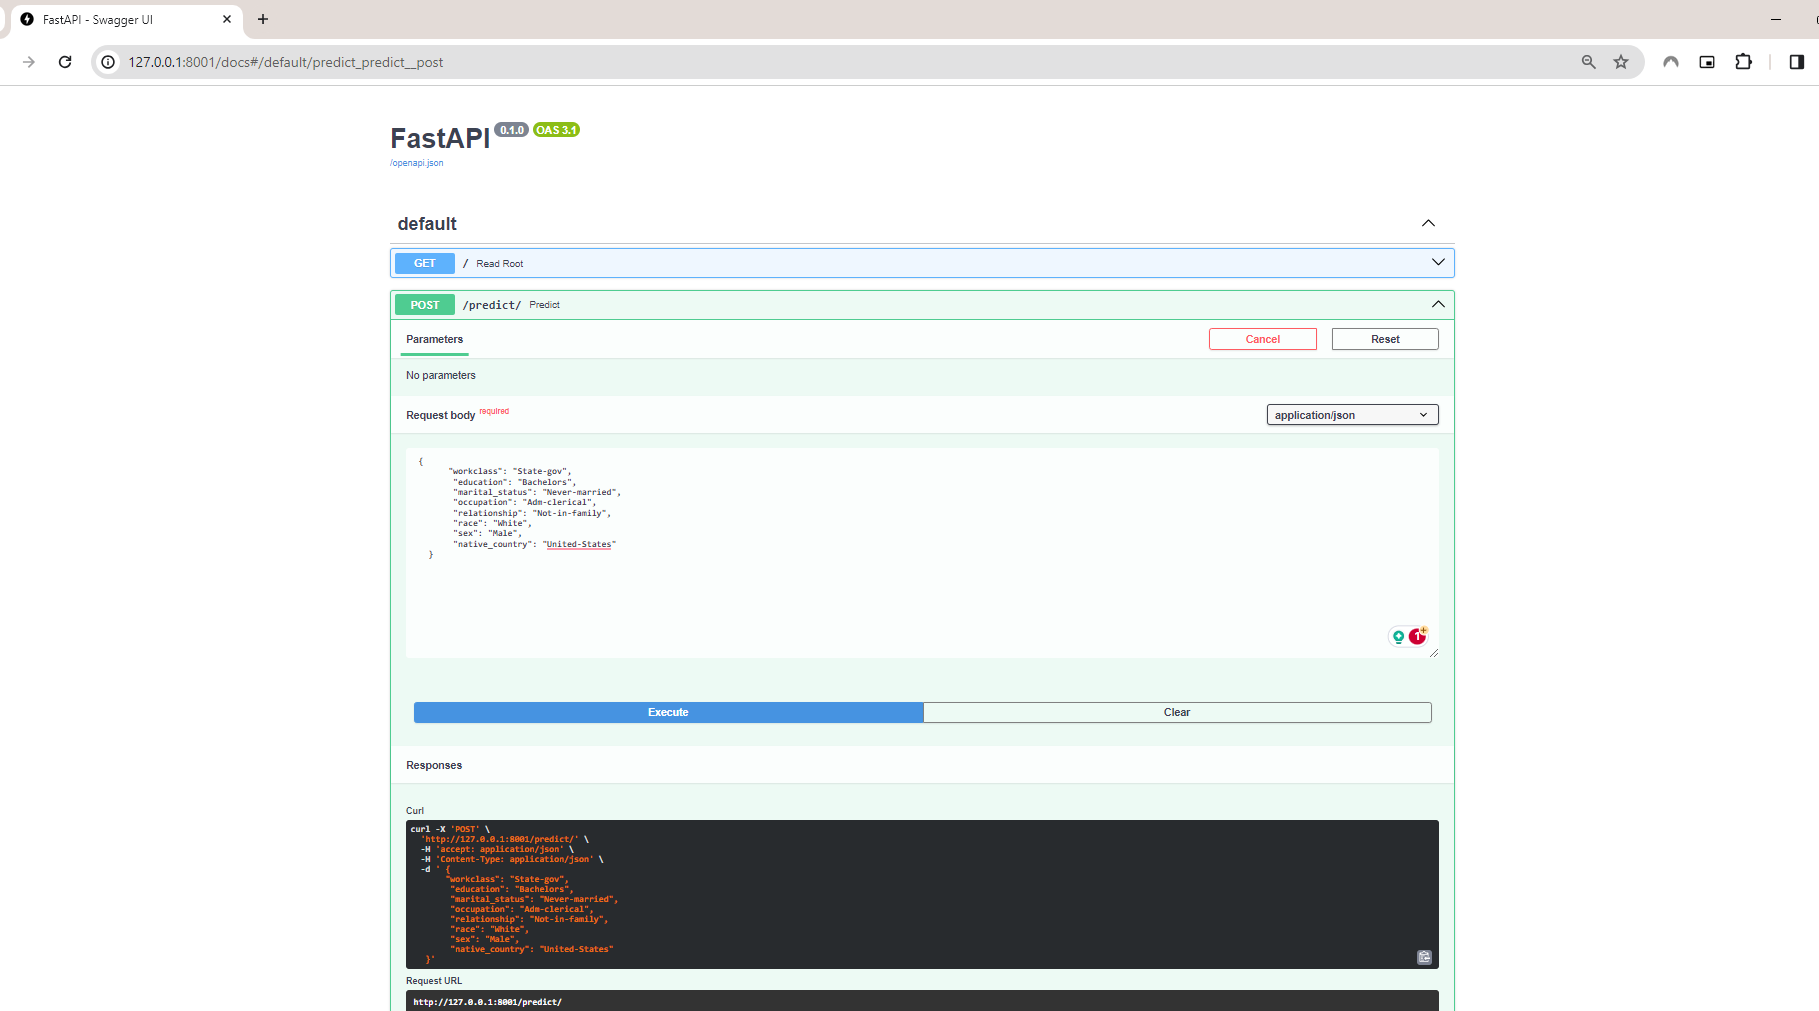 FastAPI - Swagger UI
127.0.0.1:8001/docs#/default/predict_predict__post
FastAPI 0.1.0 OAS 3.1
/openapi.json
default
GET / Read Root
POST /predict/ Predict
Parameters
Cancel
Reset
No parameters
Request body required
application/json
{
"workclass": "State-gov",
"education": "Bachelors",
"marital_status": "Never-married",
"occupation": "Adm-clerical",
"relationship": "Not-in-family",
"race": "White",
"sex": "Male",
"native_country": "United-States"
}
1
Execute
Clear
Responses
Curl
curl -X 'POST' \
'http://127.0.0.1:8001/predict/' \
-H 'accept: application/json' \
-H 'Content-Type: application/json' \
-d ' {
"workclass": "State-gov",
"education": "Bachelors",
"marital_status": "Never-married",
"occupation": "Adm-clerical",
"relationship": "Not-in-family",
"race": "White",
"sex": "Male",
"native_country": "United-States"
}'
Request URL
http://127.0.0.1:8001/predict/